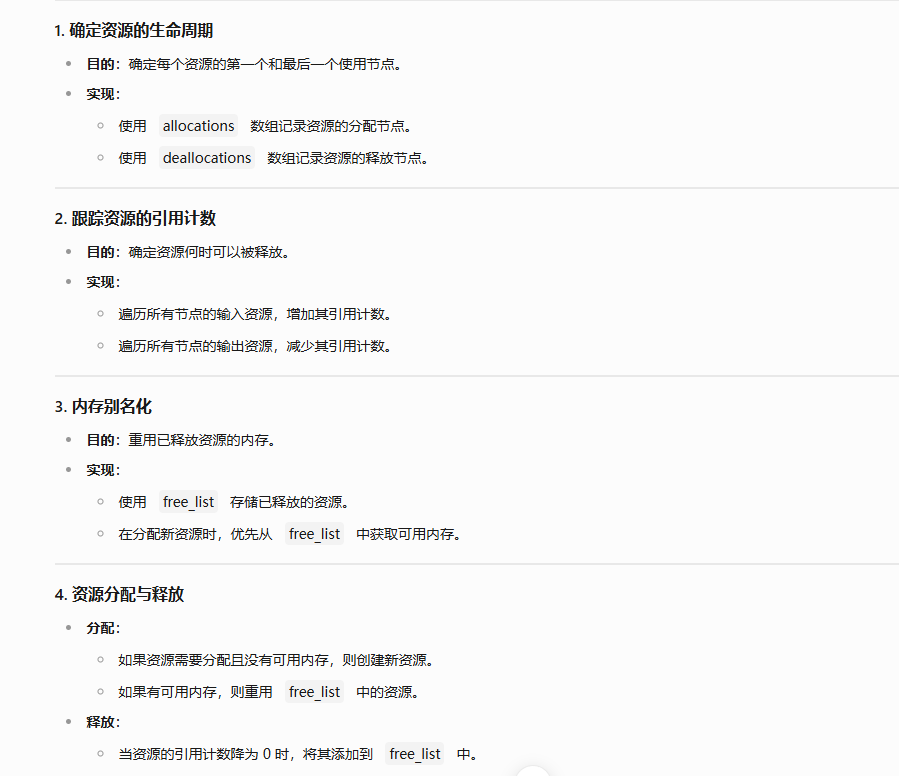 1. 确定资源的生命周期
目的：确定每个资源的第一个和最后一个使用节点。
实现：
使用 allocations 数组记录资源的分配节点。
使用 deallocations 数组记录资源的释放节点。
2. 跟踪资源的引用计数
目的：确定资源何时可以被释放。
实现：
遍历所有节点的输入资源，增加其引用计数。
遍历所有节点的输出资源，减少其引用计数。
3. 内存别名化
目的：重用已释放资源的内存。
实现：
使用 free_list 存储已释放的资源。
在分配新资源时，优先从 free_list 中获取可用内存。
4. 资源分配与释放
分配：
如果资源需要分配且没有可用内存，则创建新资源。
如果有可用内存，则重用 free_list 中的资源。
释放：
当资源的引用计数降为 0 时，将其添加到 free_list 中。